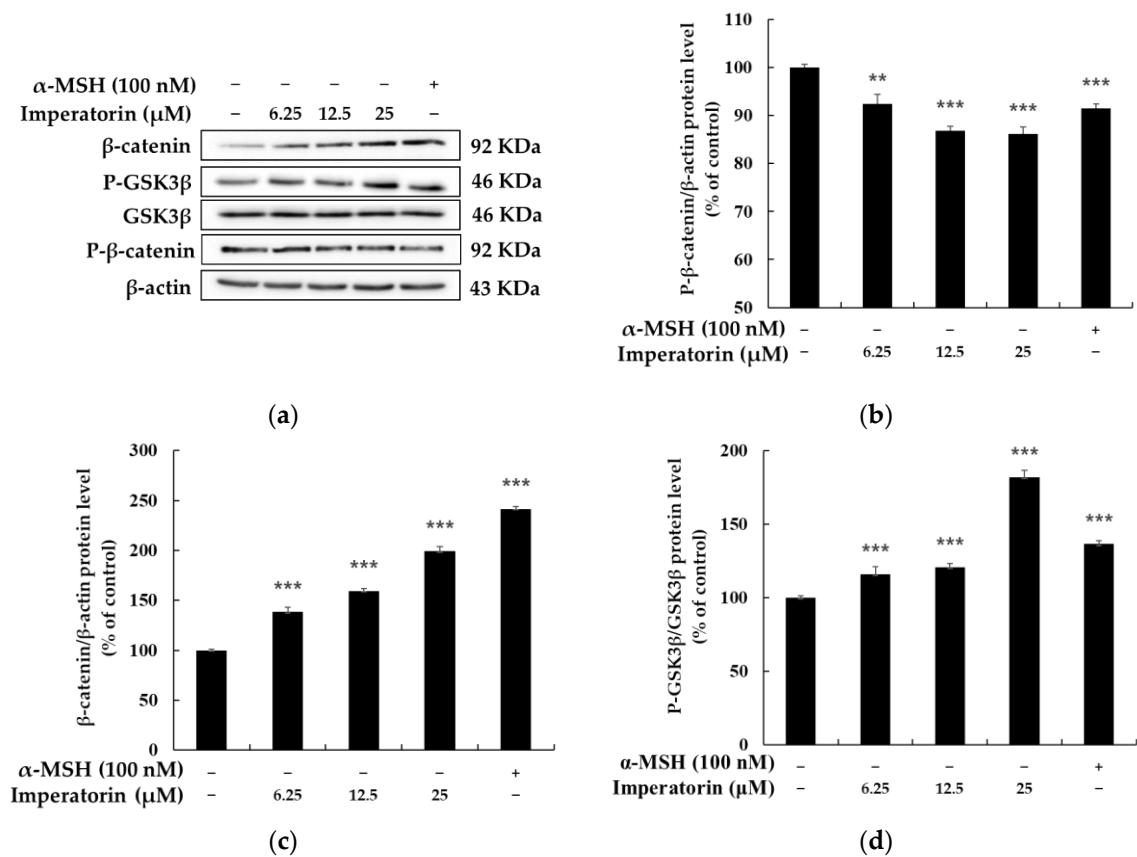 α-MSH (100 nM) – – – – +
Imperatorin (μM) – 6.25 12.5 25 –
β-catenin 92 KDa
P-GSK3β 46 KDa
GSK3β 46 KDa
P-β-catenin 92 KDa
β-actin 43 KDa
(a)
P-β-catenin/β-actin protein level
(% of control)
110
100
90
80
70
60
50
** *** *** ***
α-MSH (100 nM) – – – – +
Imperatorin (μM) – 6.25 12.5 25 –
(b)
β-catenin/β-actin protein level
(% of control)
300
250
200
150
100
50
0
*** *** *** ***
α-MSH (100 nM) – – – – +
Imperatorin (μM) – 6.25 12.5 25 –
(c)
P-GSK3β/GSK3β protein level
(% of control)
200
150
100
50
0
*** *** *** ***
α-MSH (100 nM) – – – – +
Imperatorin (μM) – 6.25 12.5 25 –
(d)